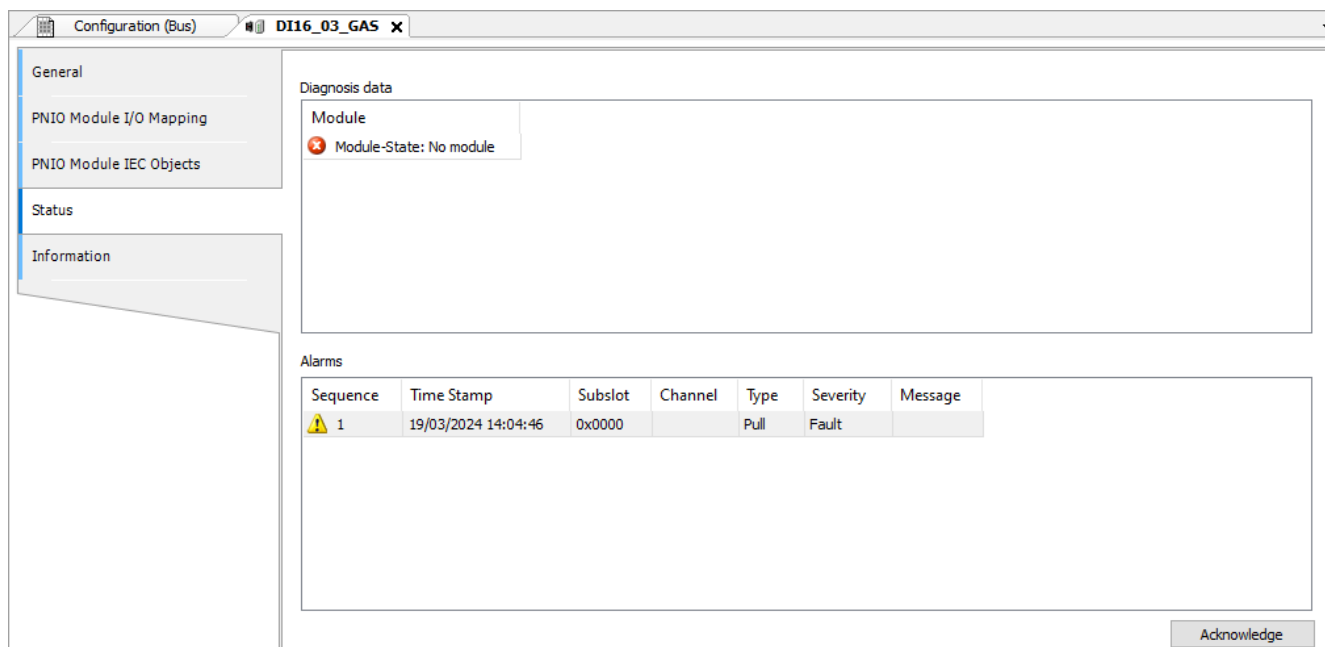 Configuration (Bus) DI16_03_GAS
General
PNIO Module I/O Mapping
PNIO Module IEC Objects
Status
Information
Diagnosis data
Module
Module-State: No module
Alarms
Sequence Time Stamp Subslot Channel Type Severity Message
1 19/03/2024 14:04:46 0x0000 Pull Fault
Acknowledge